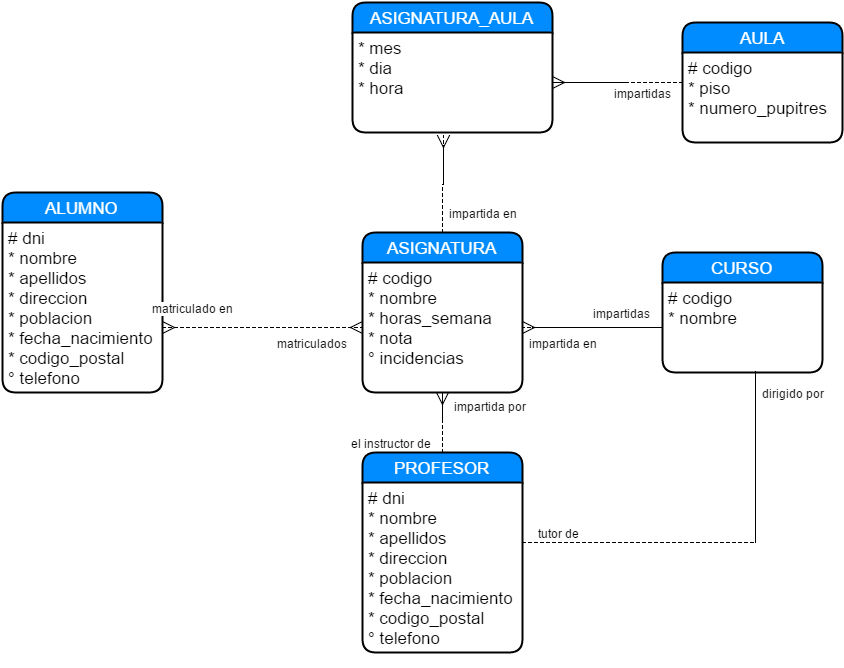 ASIGNATURA_AULA
* mes
* dia
* hora
AULA
# codigo
* piso
* numero_pupitres
impartidas
impartida en
ALUMNO
# dni
* nombre
* apellidos
* direccion
* poblacion
* fecha_nacimiento
* codigo_postal
° telefono
matriculado en
matriculados
ASIGNATURA
# codigo
* nombre
* horas_semana
* nota
° incidencias
impartidas
impartida en
CURSO
# codigo
* nombre
dirigido por
impartida por
el instructor de
PROFESOR
# dni
* nombre
* apellidos
* direccion
* poblacion
* fecha_nacimiento
* codigo_postal
° telefono
tutor de